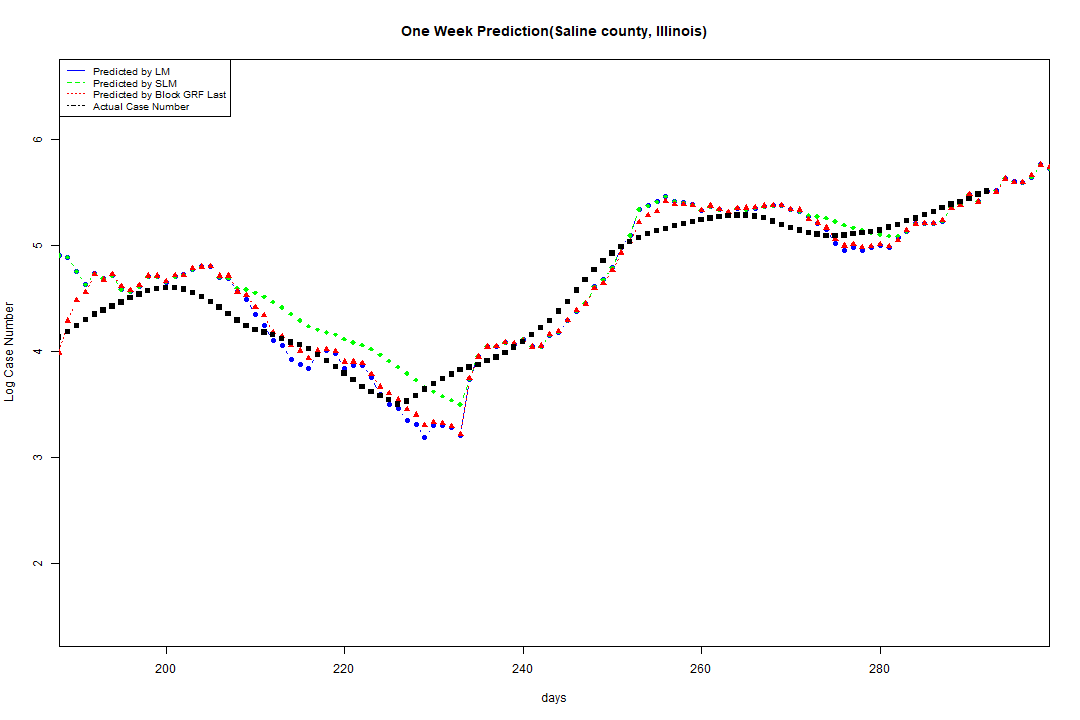 One Week Prediction(Saline county, Illinois)
Predicted by LM
Predicted by SLM
Predicted by Block GRF Last
Actual Case Number
6
5
4
3
2
Log Case Number
200 220 240 260 280
days